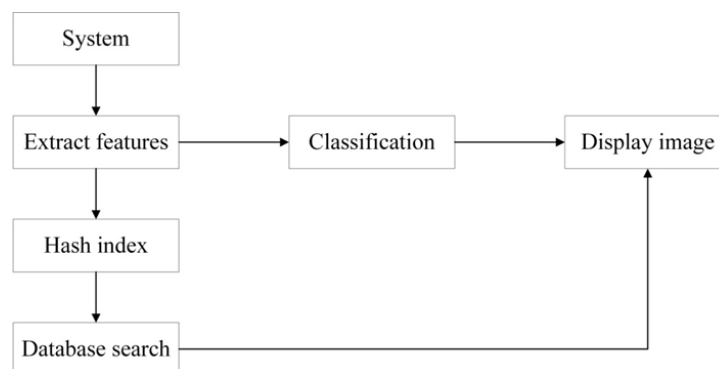 System
Extract features
Classification
Display image
Hash index
Database search